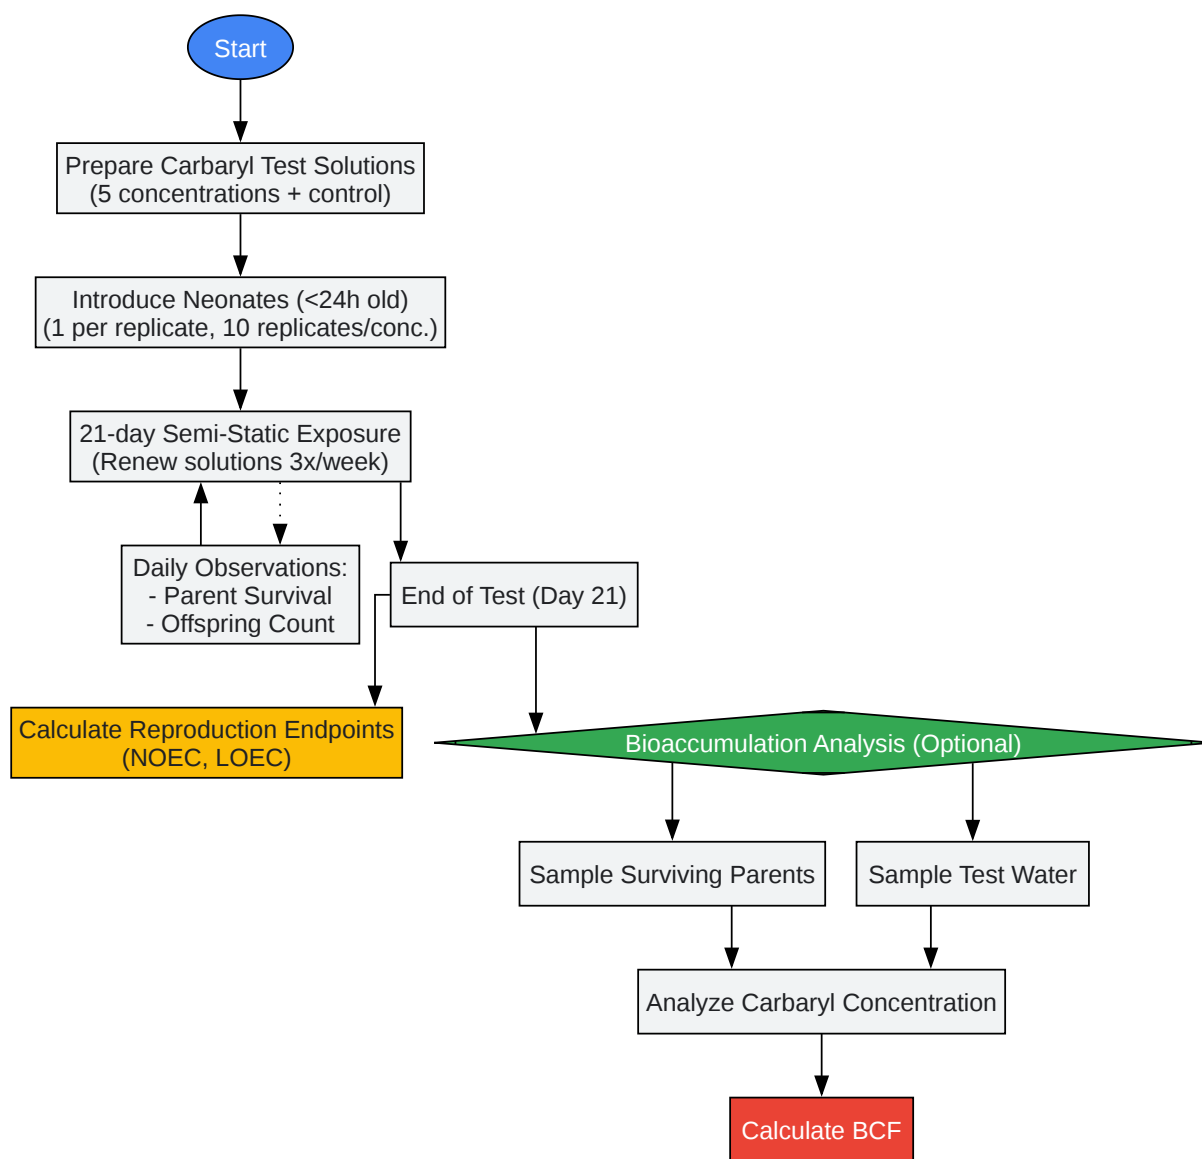 Start
Prepare Carbaryl Test Solutions
(5 concentrations + control)
Introduce Neonates (<24h old)
(1 per replicate, 10 replicates/conc.)
21-day Semi-Static Exposure
(Renew solutions 3x/week)
Daily Observations:
- Parent Survival
- Offspring Count
End of Test (Day 21)
Calculate Reproduction Endpoints
(NOEC, LOEC)
Bioaccumulation Analysis (Optional)
Sample Surviving Parents
Sample Test Water
Analyze Carbaryl Concentration
Calculate BCF